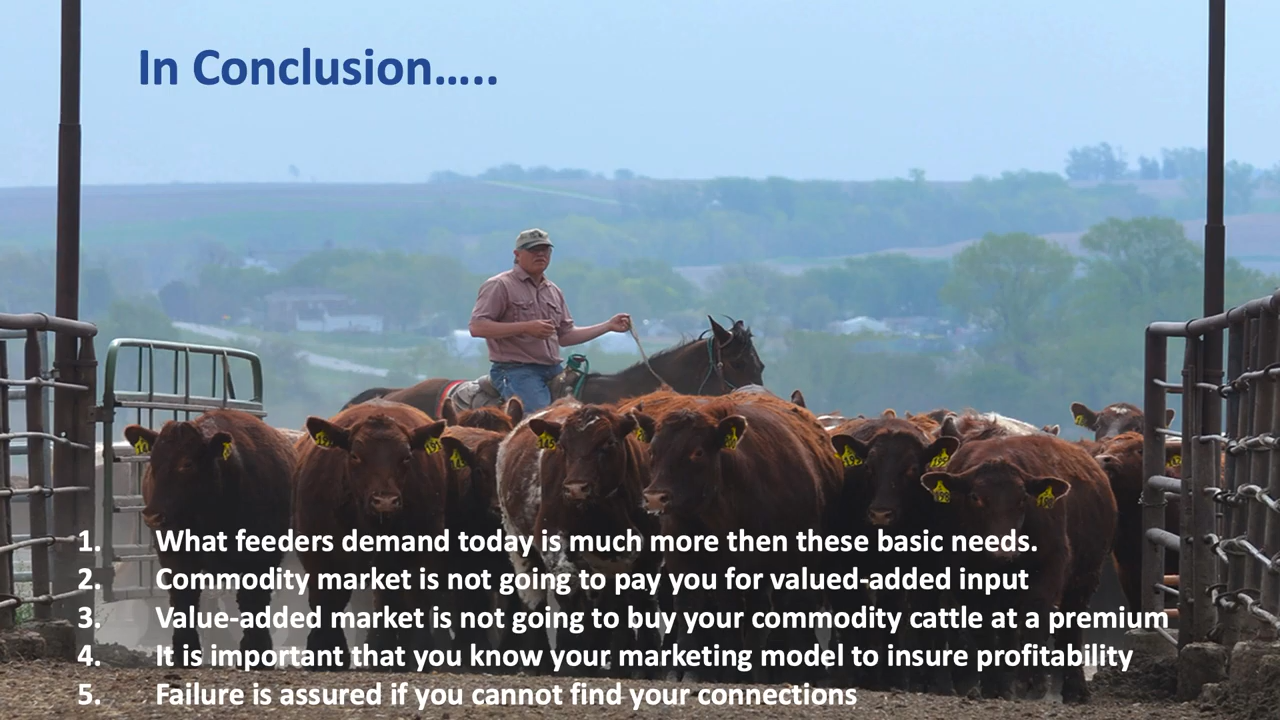 In Conclusion…..
1. What feeders demand today is much more then these basic needs.
2. Commodity market is not going to pay you for valued-added input
3. Value-added market is not going to buy your commodity cattle at a premium
4. It is important that you know your marketing model to insure profitability
5. Failure is assured if you cannot find your connections